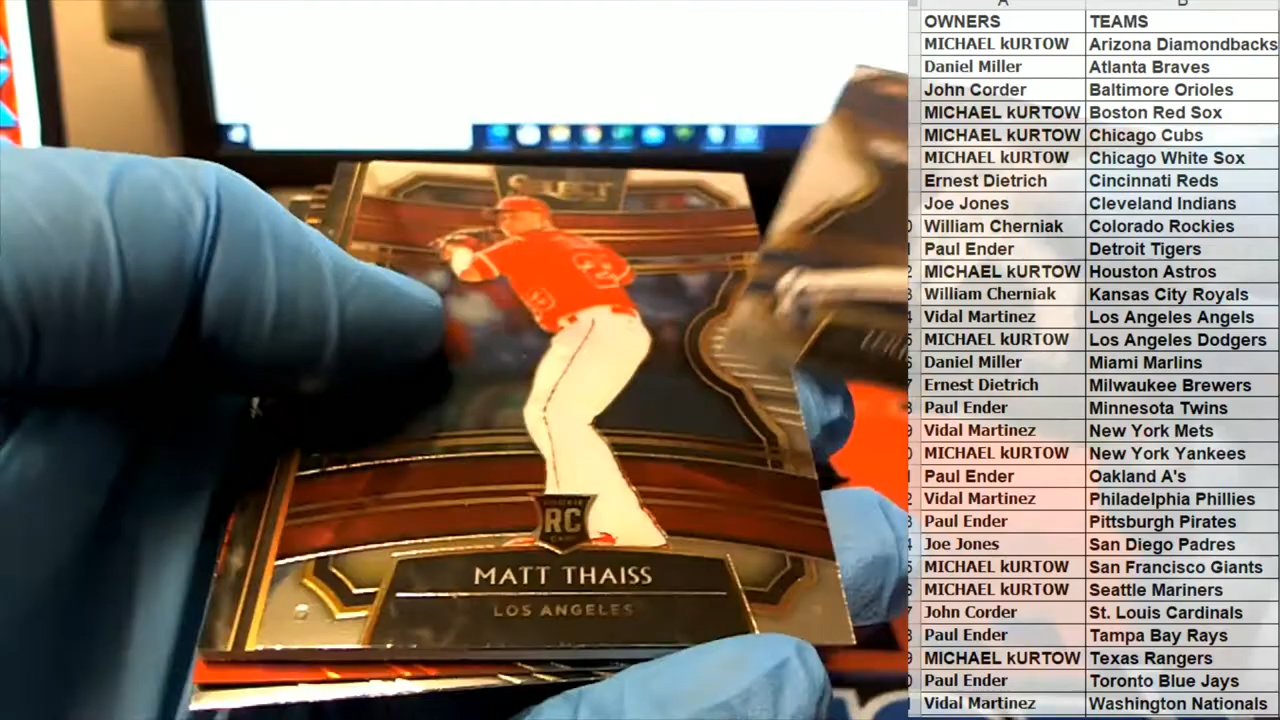 A B
OWNERS TEAMS
MICHAEL kURTOW Arizona Diamondbacks
Daniel Miller Atlanta Braves
John Corder Baltimore Orioles
MICHAEL kURTOW Boston Red Sox
MICHAEL kURTOW Chicago Cubs
MICHAEL kURTOW Chicago White Sox
Ernest Dietrich Cincinnati Reds
Joe Jones Cleveland Indians
William Cherniak Colorado Rockies
Paul Ender Detroit Tigers
MICHAEL kURTOW Houston Astros
William Cherniak Kansas City Royals
Vidal Martinez Los Angeles Angels
MICHAEL kURTOW Los Angeles Dodgers
Daniel Miller Miami Marlins
Ernest Dietrich Milwaukee Brewers
Paul Ender Minnesota Twins
Vidal Martinez New York Mets
MICHAEL kURTOW New York Yankees
Paul Ender Oakland A's
Vidal Martinez Philadelphia Phillies
Paul Ender Pittsburgh Pirates
Joe Jones San Diego Padres
MICHAEL kURTOW San Francisco Giants
MICHAEL kURTOW Seattle Mariners
John Corder St. Louis Cardinals
Paul Ender Tampa Bay Rays
MICHAEL kURTOW Texas Rangers
Paul Ender Toronto Blue Jays
Vidal Martinez Washington Nationals
SELECT
RC
MATT THAISS
LOS ANGELES